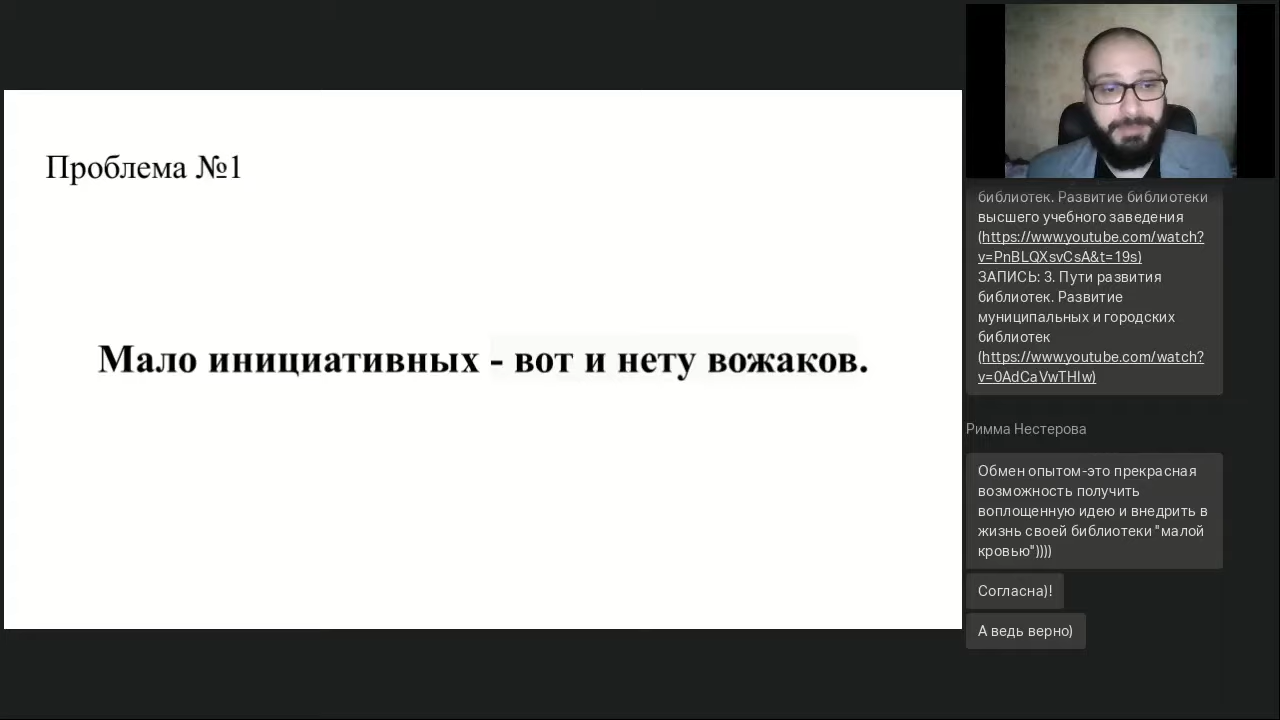 Проблема №1
Мало инициативных - вот и нету вожаков.
библиотек. Развитие библиотеки
высшего учебного заведения
(https://www.youtube.com/watch?
v=PnBLQXsvCsA&t=19s)
ЗАПИСЬ: 3. Пути развития
библиотек. Развитие
муниципальных и городских
библиотек
(https://www.youtube.com/watch?
v=0AdCaVwTHIw)
Римма Нестерова
Обмен опытом-это прекрасная
возможность получить
воплощенную идею и внедрить в
жизнь своей библиотеки "малой
кровью"))))
Согласна)!
А ведь верно)